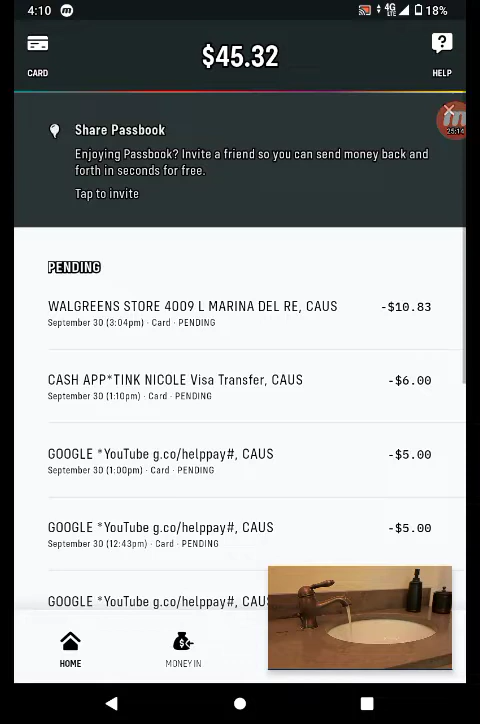 4:10
4G
LTE
18%
$45.32
CARD
HELP
Share Passbook
Enjoying Passbook? Invite a friend so you can send money back and
forth in seconds for free.
Tap to invite
25:14
PENDING
WALGREENS STORE 4009 L MARINA DEL RE, CAUS -$10.83
September 30 (3:04pm) · Card · PENDING
CASH APP*TINK NICOLE Visa Transfer, CAUS -$6.00
September 30 (1:10pm) · Card · PENDING
GOOGLE *YouTube g.co/helppay#, CAUS -$5.00
September 30 (1:00pm) · Card · PENDING
GOOGLE *YouTube g.co/helppay#, CAUS -$5.00
September 30 (12:43pm) · Card · PENDING
GOOGLE *YouTube g.co/helppay#
HOME
MONEY IN